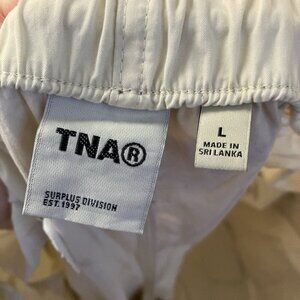 TNA®
SURPLUS DIVISION
EST. 1997
L
MADE IN
SRI LANKA